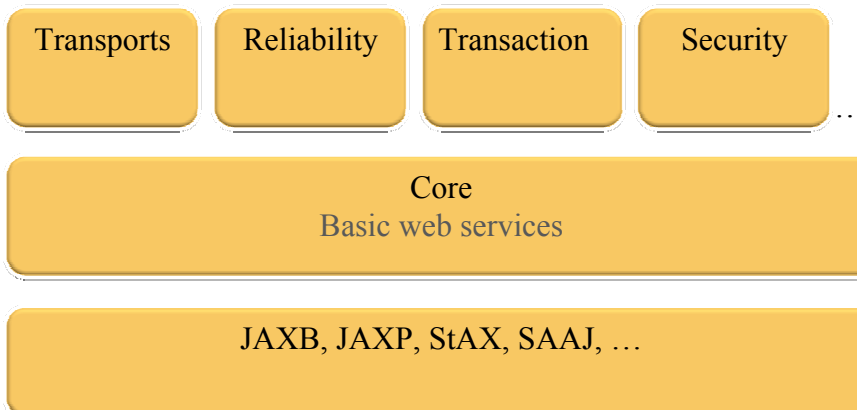 Transports Reliability Transaction Security
…
Core
Basic web services
JAXB, JAXP, StAX, SAAJ, …